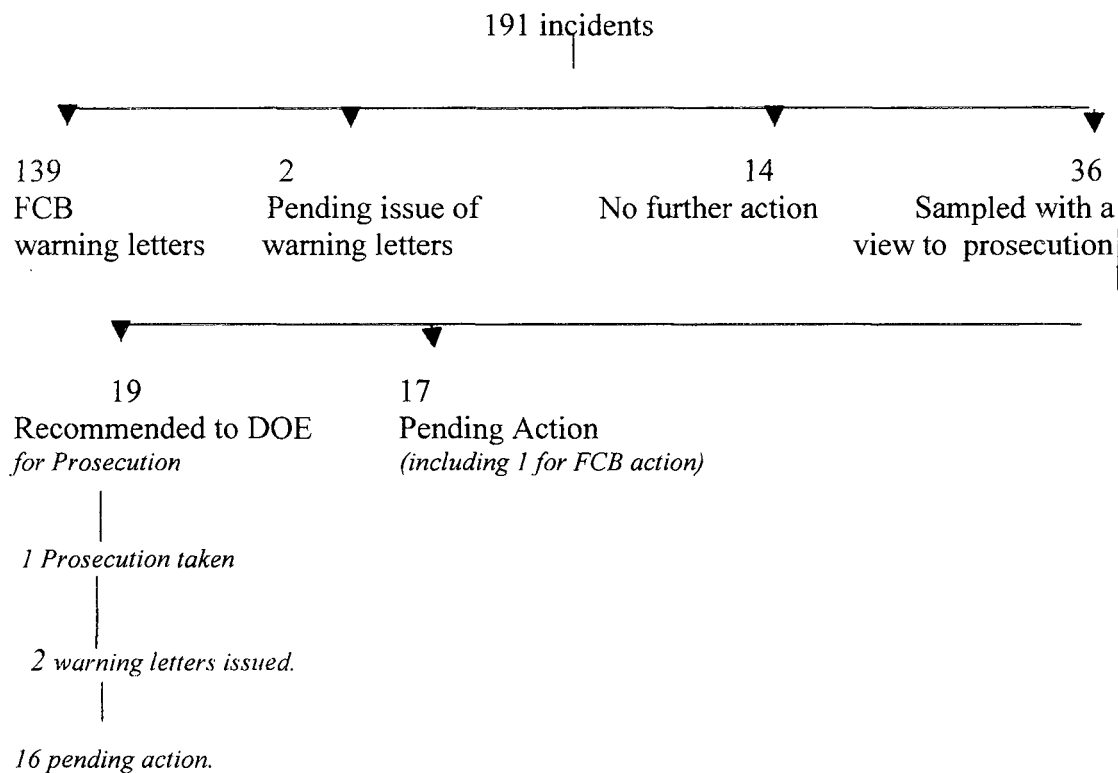 191 incidents
139 2 14 36
FCB Pending issue of No further action Sampled with a
warning letters warning letters view to prosecution
19 17
Recommended to DOE Pending Action
for Prosecution (including 1 for FCB action)
1 Prosecution taken
2 warning letters issued.
16 pending action.